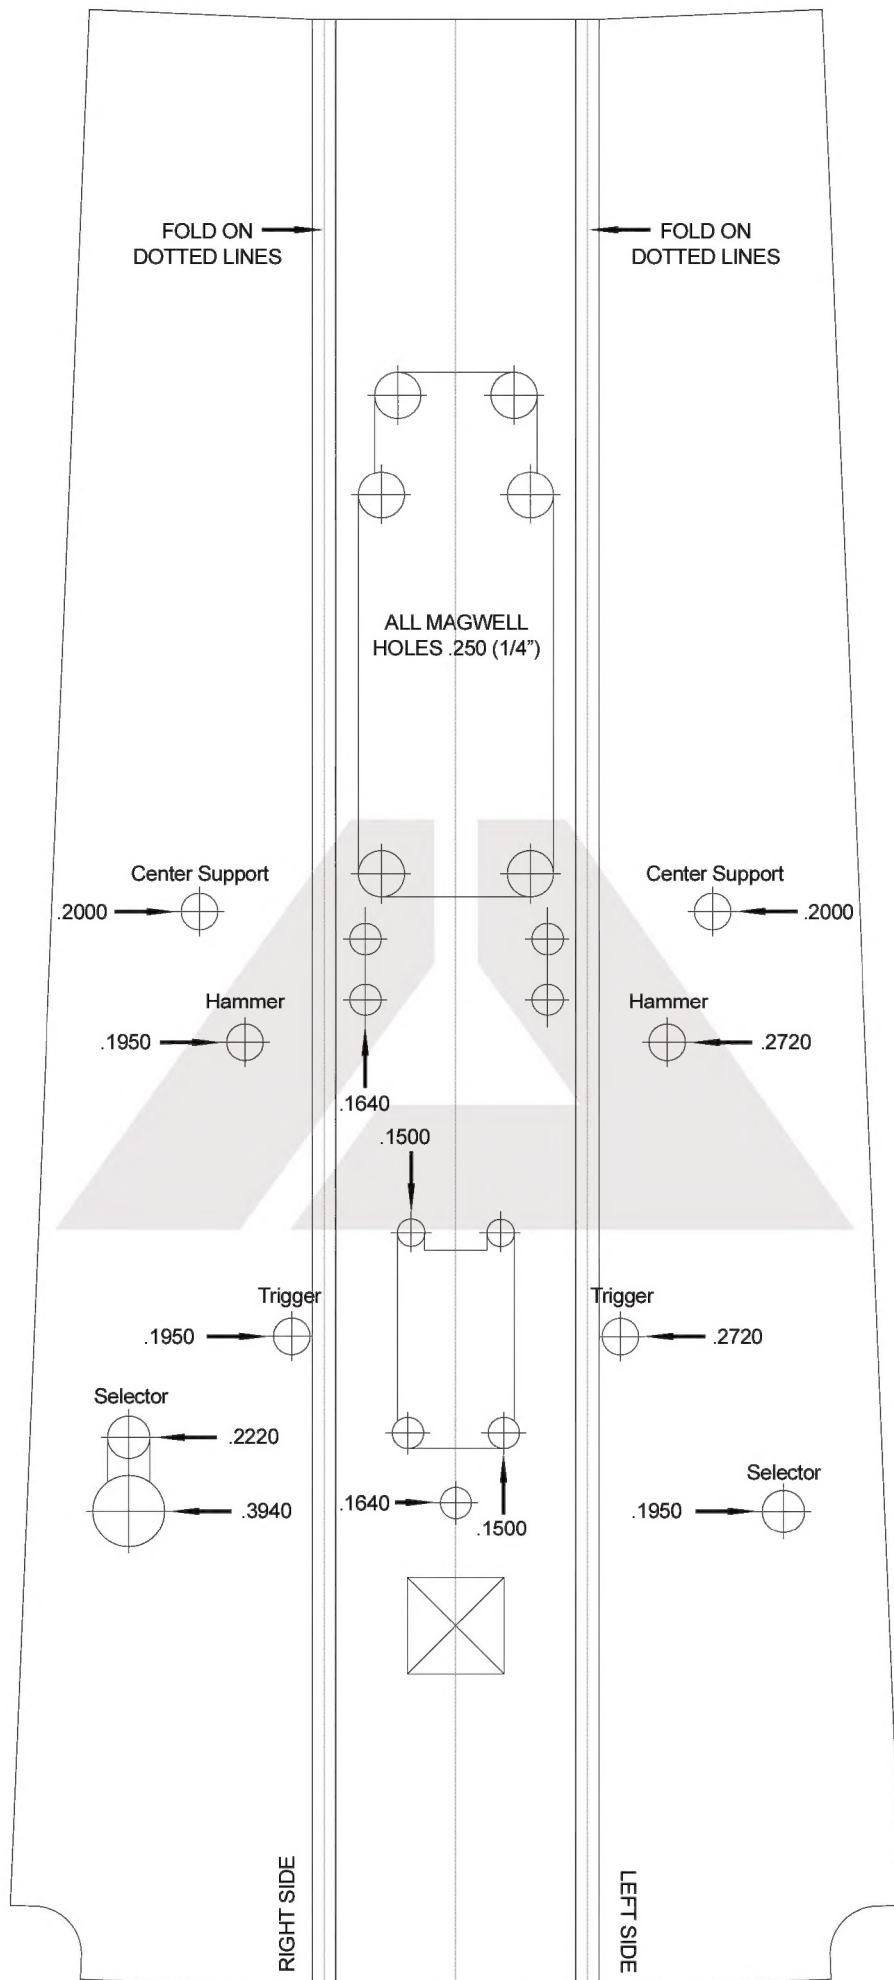 FOLD ON
DOTTED LINES
FOLD ON
DOTTED LINES
ALL MAGWELL
HOLES .250 (1/4")
Center Support
.2000
Center Support
.2000
Hammer
.1950
Hammer
.2720
.1640
.1500
Trigger
.1950
Trigger
.2720
Selector
.2220
.3940
.1640
.1500
Selector
.1950
RIGHT SIDE
LEFT SIDE